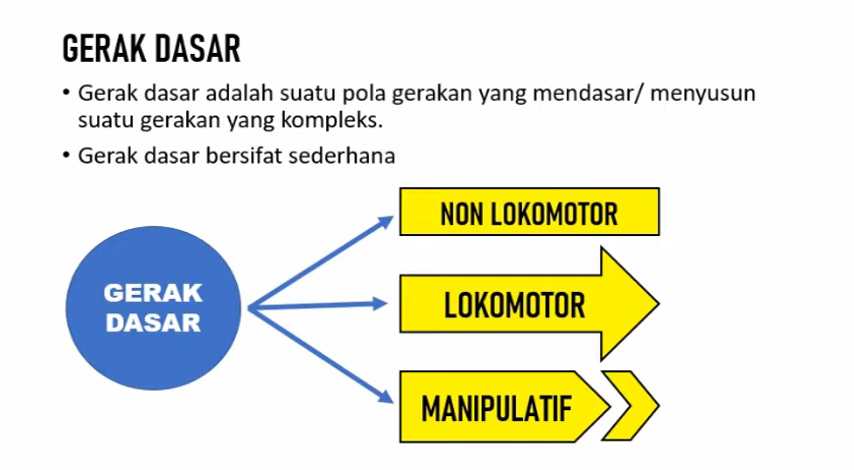 GERAK DASAR
• Gerak dasar adalah suatu pola gerakan yang mendasar/ menyusun
suatu gerakan yang kompleks.
• Gerak dasar bersifat sederhana
NON LOKOMOTOR
GERAK
DASAR
LOKOMOTOR
MANIPULATIF